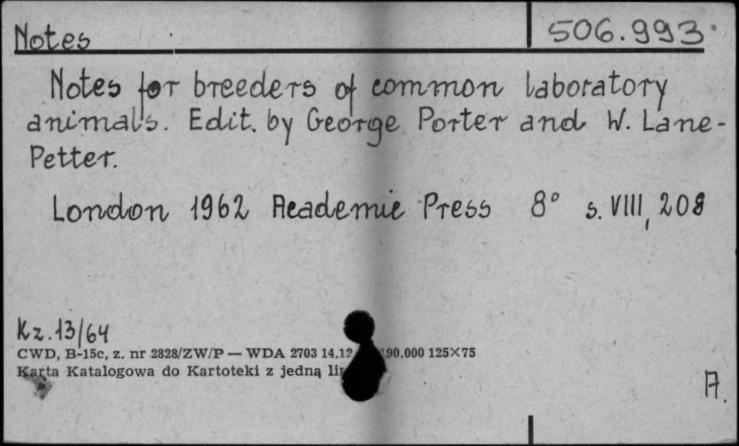 Notes 506.993
Notes for breeders of common laboratory
animals. Edit. by George Porter and W. Lane-
Petter.
London 1962 Academic Press 8° s. VIII, 208
Kz. 13/64
CWD, B-15c, z. nr 2828/ZW/P — WDA 2703 14.12 90.000 125×75
Karta Katalogowa do Kartoteki z jedną
A.